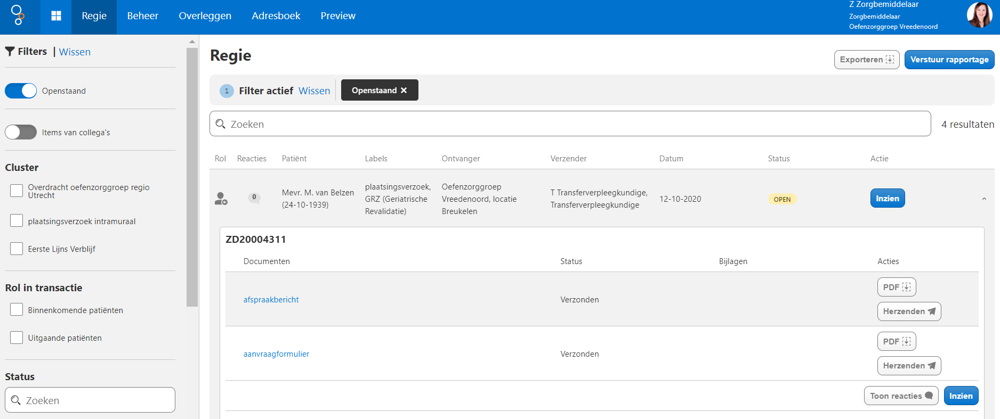 Regie
Beheer
Overleggen
Adresboek
Preview
Z Zorgbemiddelaar
Zorgbemiddelaar
Oefenzorggroep Vreedenoord
Filters | Wissen
Openstaand
Items van collega's
Cluster
Overdracht oefenzorggroep regio
Utrecht
plaatsingsverzoek intramuraal
Eerste Lijns Verblijf
Rol in transactie
Binnenkomende patiënten
Uitgaande patiënten
Status
Zoeken
Regie
Exporteren
Verstuur rapportage
1 Filter actief Wissen
Openstaand
Zoeken
4 resultaten
Rol Reacties Patiënt Labels Ontvanger Verzender Datum Status Actie
0
Mevr. M. van Belzen
(24-10-1939)
plaatsingsverzoek,
GRZ (Geriatrische
Revalidatie)
Oefenzorggroep
Vreedenoord, locatie
Breukelen
T Transferverpleegkundige,
Transferverpleegkundige
12-10-2020
OPEN
Inzien
ZD20004311
Documenten Status Bijlagen Acties
afspraakbericht Verzonden
PDF
Herzenden
aanvraagformulier Verzonden
PDF
Herzenden
Toon reacties
Inzien